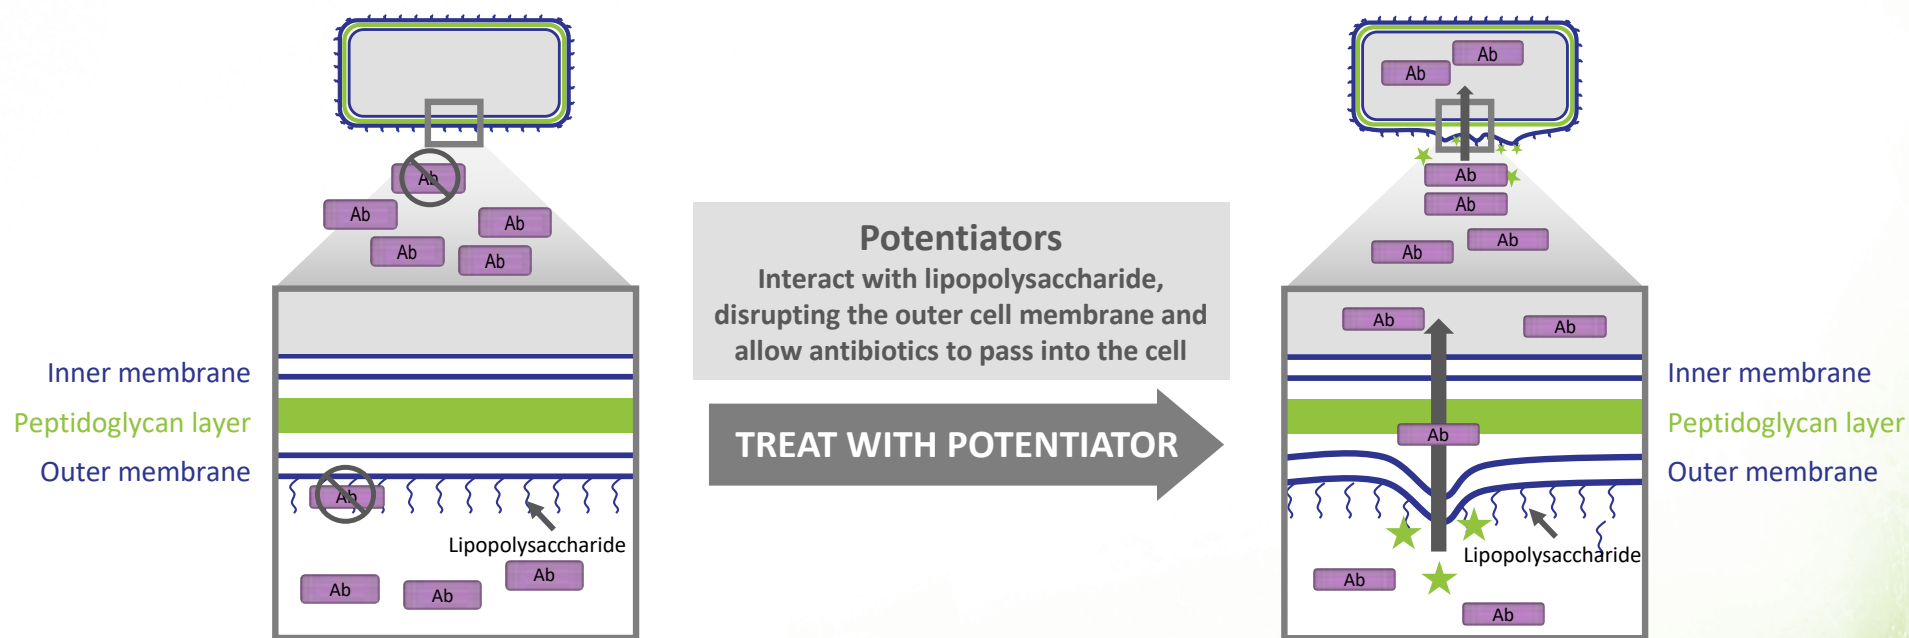 Ab
Ab
Ab
Ab
Ab
Inner membrane
Peptidoglycan layer
Outer membrane
Ab
Lipopolysaccharide
Ab
Ab
Ab
Potentiators
Interact with lipopolysaccharide,
disrupting the outer cell membrane and
allow antibiotics to pass into the cell
TREAT WITH POTENTIATOR
Ab
Ab
Ab
Ab
Ab
Ab
Ab
Ab
Inner membrane
Peptidoglycan layer
Ab
Outer membrane
Lipopolysaccharide
Ab
Ab